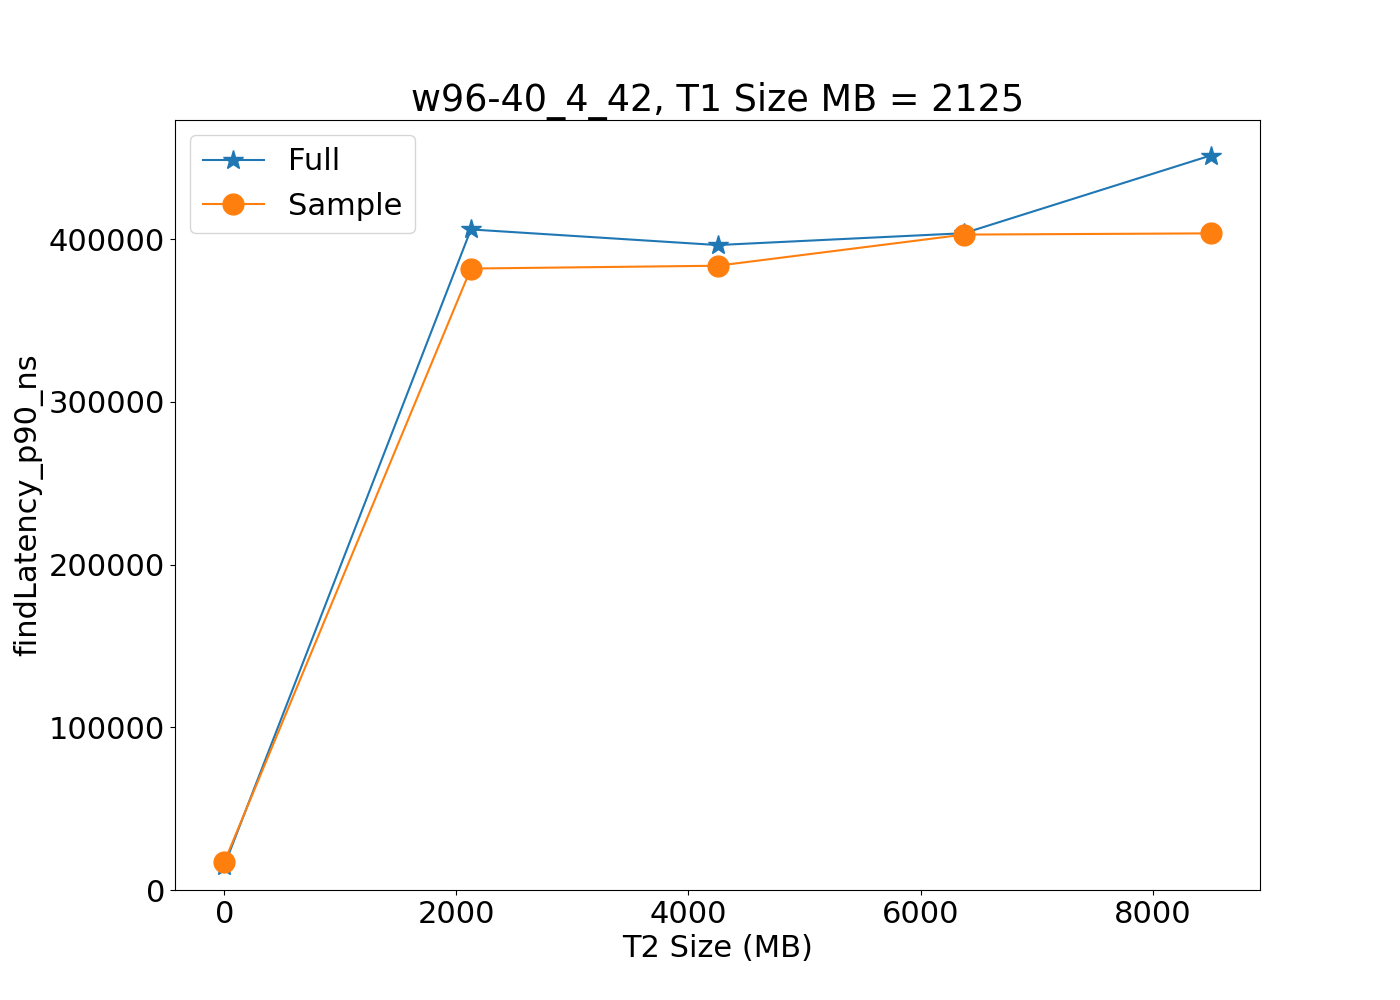 w96-40_4_42, T1 Size MB = 2125
Full
Sample
400000
300000
200000
100000
0
findLatency_p90_ns
0 2000 4000 6000 8000
T2 Size (MB)